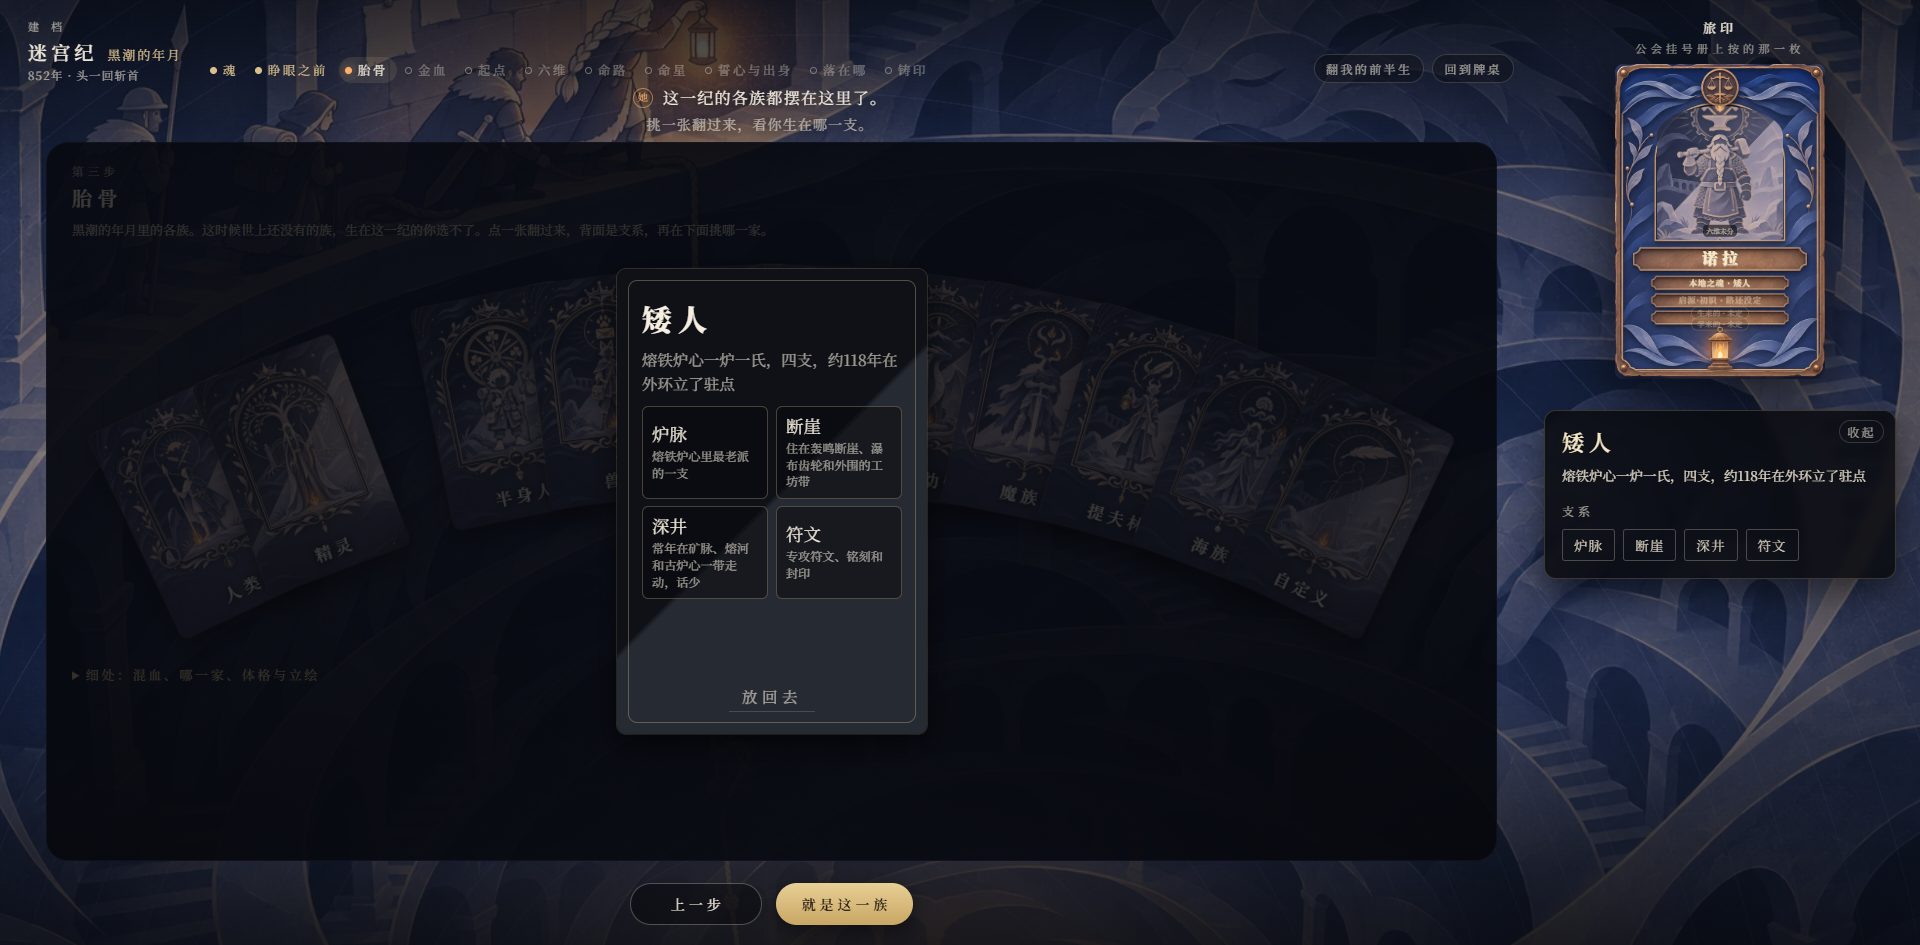 建 档
迷宫纪 黑潮的年月
852年 · 头一回斩首
魂
睁眼之前
胎骨
金血
起点
六维
命路
命星
誓心与出身
落在哪
铸印
她 这一纪的各族都摆在这里了。
挑一张翻过来，看你生在哪一支。
翻我的前半生
回到牌桌
旅印
公会挂号册上按的那一枚
六维未分
诺拉
本地之魂 · 矮人
第三步
胎骨
黑潮的年月里的各族。这时候世上还没有的族，生在这一纪的你选不了。点一张翻过来，背面是支系，再在下面挑哪一家。
人类
精灵
半身人
兽
矮人
熔铁炉心一炉一氏，四支，约118年在
外环立了驻点
炉脉
熔铁炉心里最老派
的一支
断崖
住在轰鸣断崖、瀑
布齿轮和外围的工
坊带
深井
常年在矿脉、熔河
和古炉心一带走
动，话少
符文
专攻符文、铭刻和
封印
放回去
魔族
提夫林
海族
自定义
细处：混血、哪一家、体格与立绘
矮人
收起
熔铁炉心一炉一氏，四支，约118年在外环立了驻点
支系
炉脉
断崖
深井
符文
上一步
就是这一族